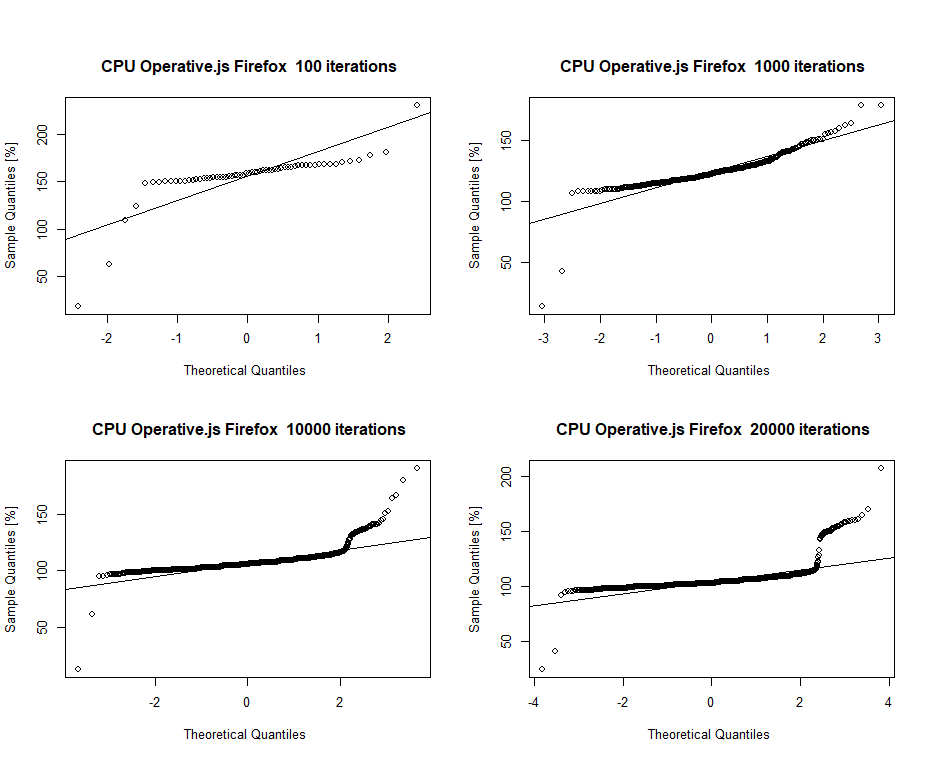 CPU Operative.js Firefox  100 iterations
Sample Quantiles [%]
50 100 150 200
-2 -1 0 1 2
Theoretical Quantiles
CPU Operative.js Firefox  1000 iterations
Sample Quantiles [%]
50 100 150
-3 -2 -1 0 1 2 3
Theoretical Quantiles
CPU Operative.js Firefox  10000 iterations
Sample Quantiles [%]
50 100 150
-2 0 2
Theoretical Quantiles
CPU Operative.js Firefox  20000 iterations
Sample Quantiles [%]
50 100 150 200
-4 -2 0 2 4
Theoretical Quantiles